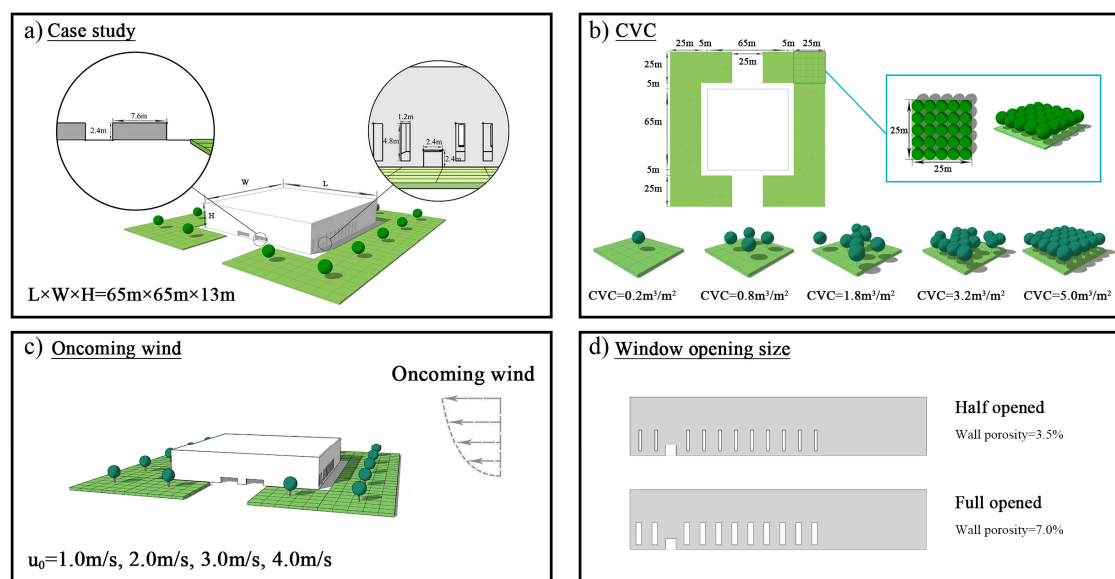 a) Case study
7.6m
2.4m
1.2m
4.8m
2.4m
2.4m
W
L
H
L×W×H=65m×65m×13m
b) CVC
25m 5m 65m 5m 25m
25m
25m
5m
65m
5m
25m
25m
25m
CVC=0.2m³/m²
CVC=0.8m³/m²
CVC=1.8m³/m²
CVC=3.2m³/m²
CVC=5.0m³/m²
c) Oncoming wind
Oncoming wind
u₀=1.0m/s, 2.0m/s, 3.0m/s, 4.0m/s
d) Window opening size
Half opened
Wall porosity=3.5%
Full opened
Wall porosity=7.0%